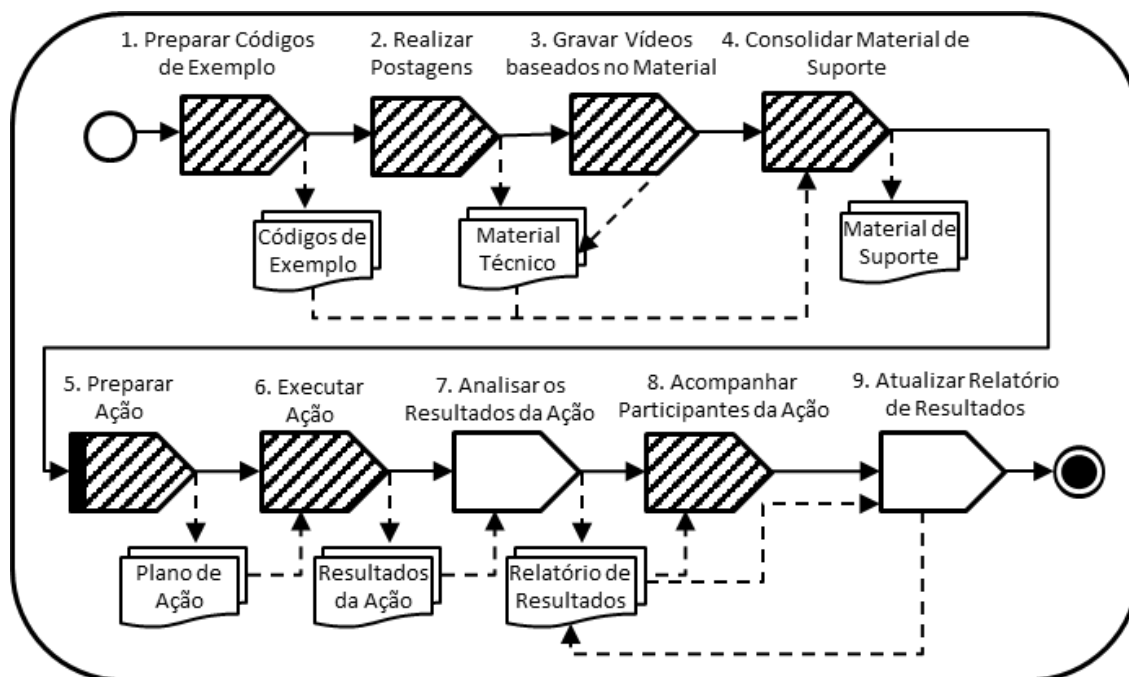 1. Preparar Códigos
de Exemplo
2. Realizar
Postagens
3. Gravar Vídeos
baseados no Material
4. Consolidar Material de
Suporte
Códigos de
Exemplo
Material
Técnico
Material de
Suporte
5. Preparar
Ação
6. Executar
Ação
7. Analisar os
Resultados da Ação
8. Acompanhar
Participantes da Ação
9. Atualizar Relatório
de Resultados
Plano de
Ação
Resultados
da Ação
Relatório de
Resultados